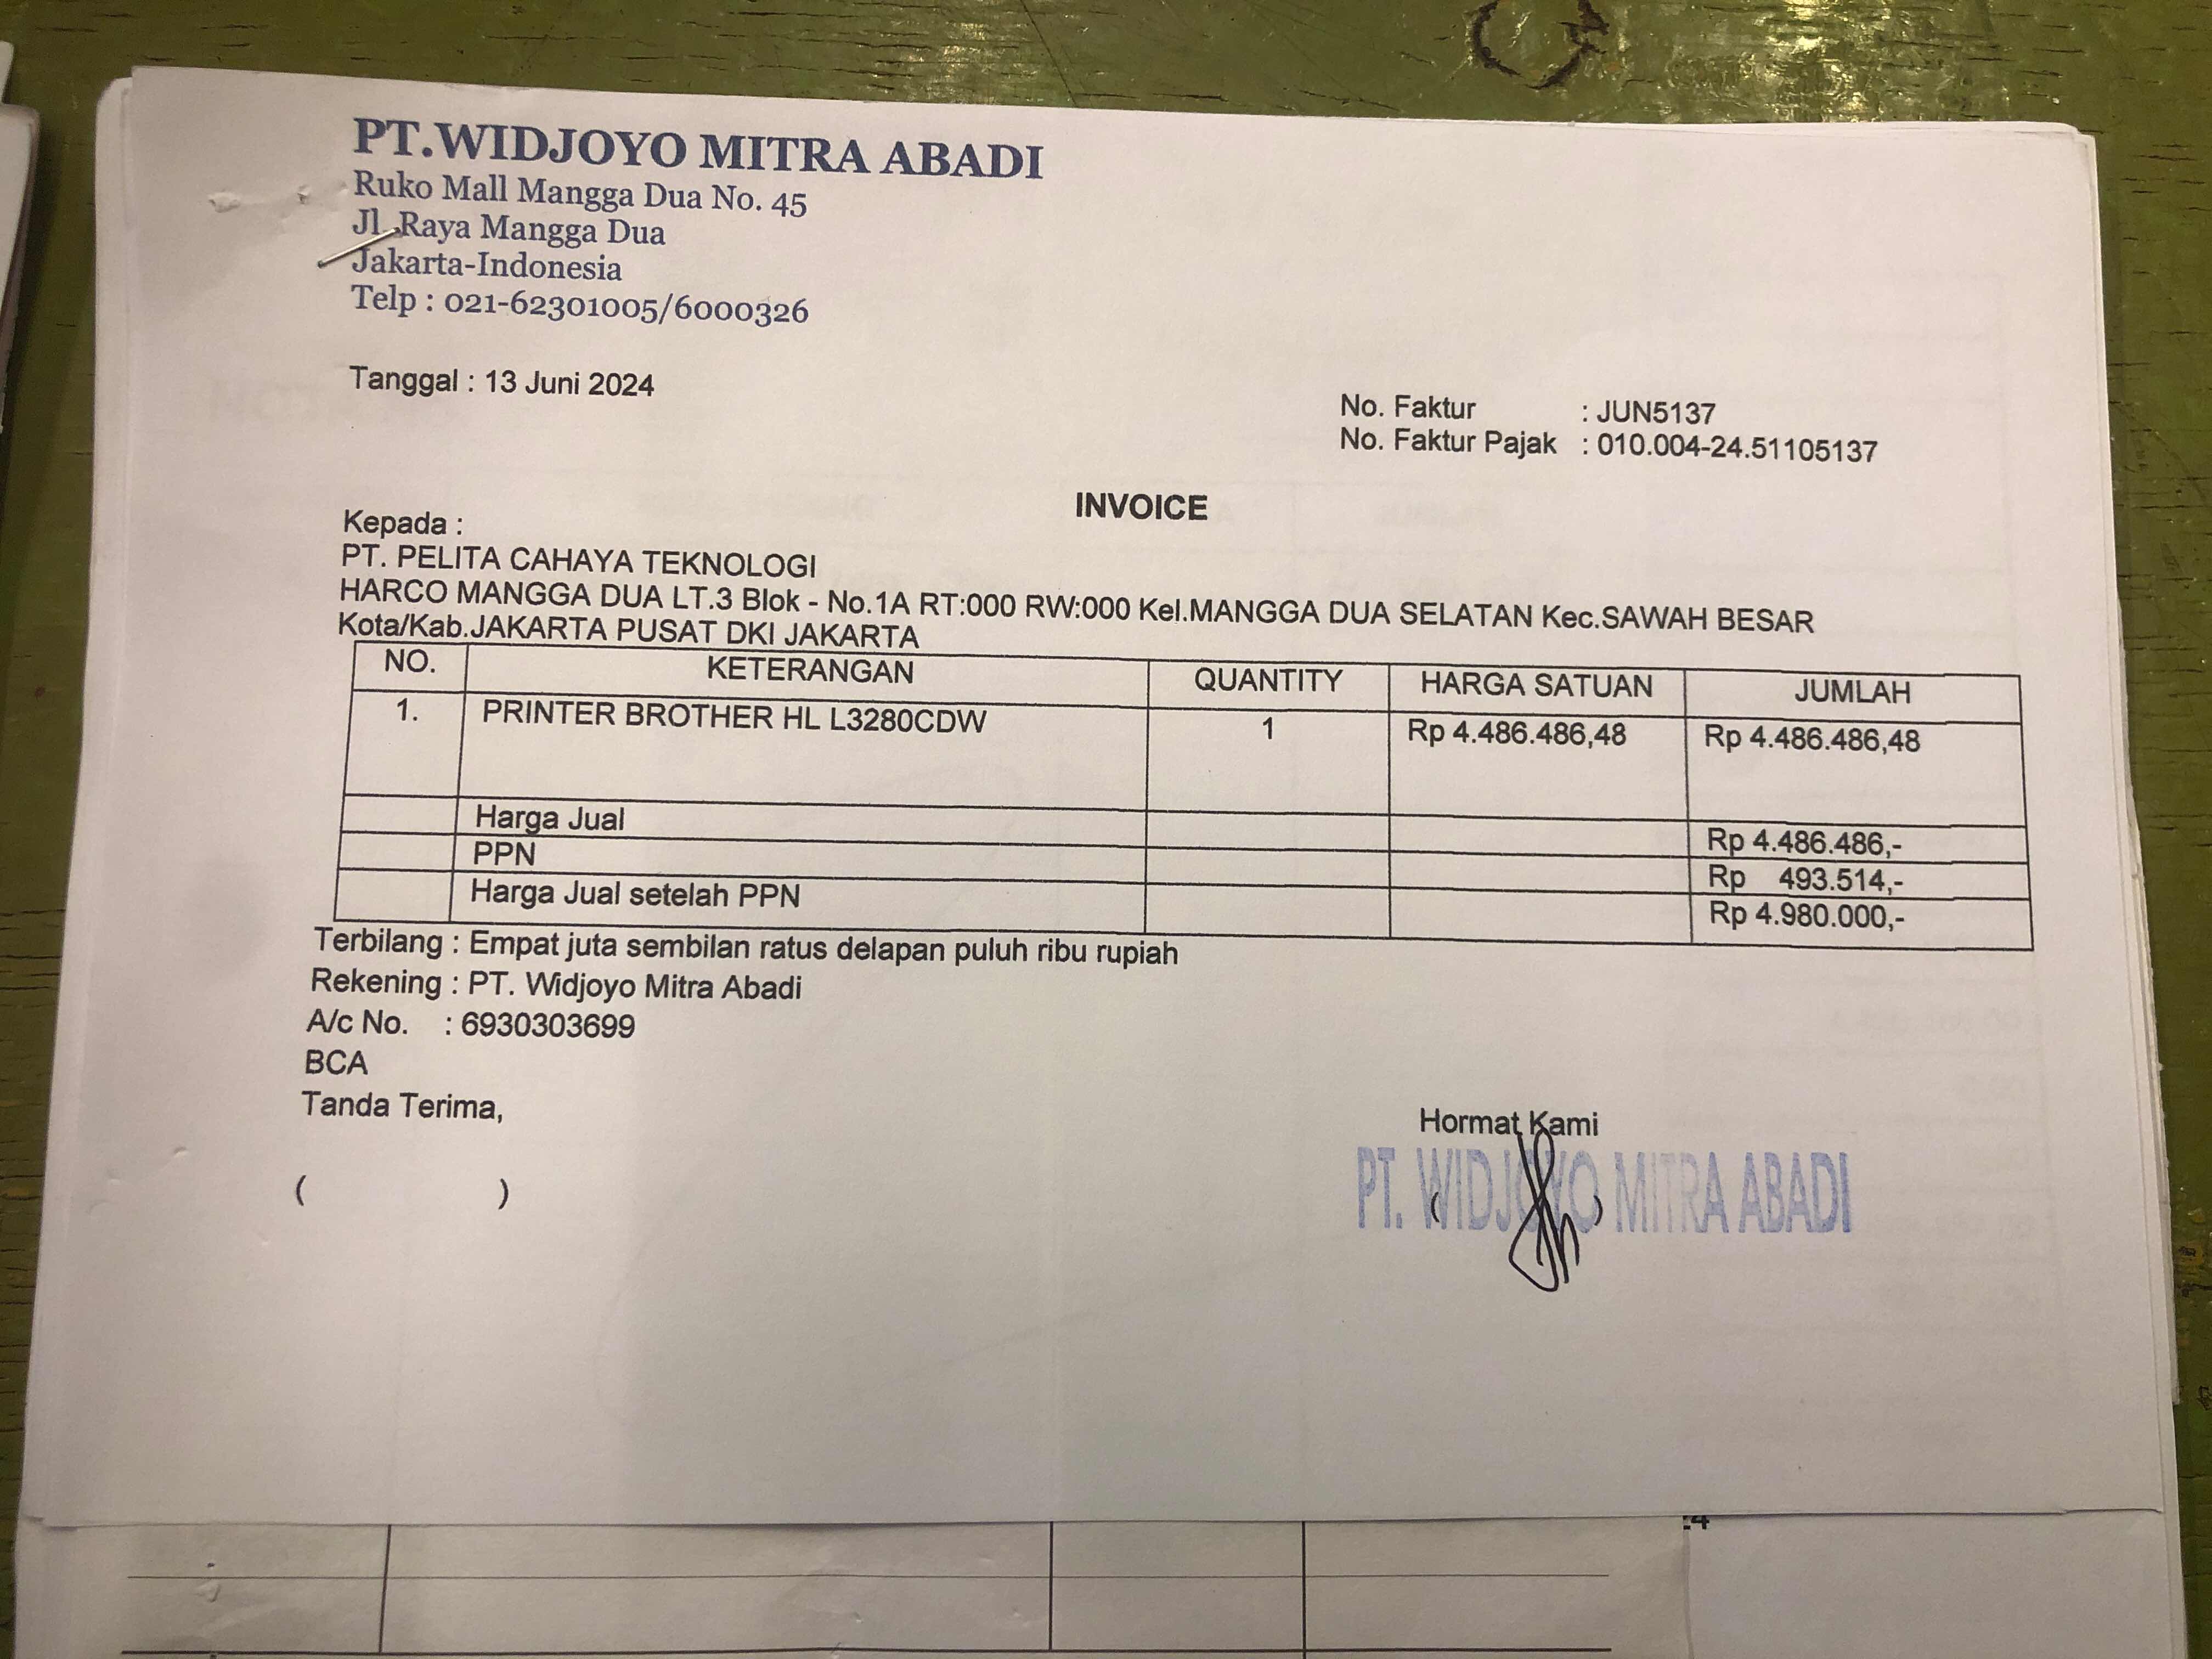 PT.WIDJOYO MITRA ABADI
Ruko Mall Mangga Dua No. 45
Jl. Raya Mangga Dua
Jakarta-Indonesia
Telp : 021-62301005/6000326
Tanggal : 13 Juni 2024
No. Faktur : JUN5137
No. Faktur Pajak : 010.004-24.51105137
INVOICE
Kepada :
PT. PELITA CAHAYA TEKNOLOGI
HARCO MANGGA DUA LT.3 Blok - No.1A RT:000 RW:000 Kel.MANGGA DUA SELATAN Kec.SAWAH BESAR
Kota/Kab.JAKARTA PUSAT DKI JAKARTA
NO. KETERANGAN QUANTITY HARGA SATUAN JUMLAH
1. PRINTER BROTHER HL L3280CDW 1 Rp 4.486.486,48 Rp 4.486.486,48
Harga Jual Rp 4.486.486,-
PPN Rp 493.514,-
Harga Jual setelah PPN Rp 4.980.000,-
Terbilang : Empat juta sembilan ratus delapan puluh ribu rupiah
Rekening : PT. Widjoyo Mitra Abadi
A/c No. : 6930303699
BCA
Tanda Terima,
Hormat Kami
( )
PT. WIDJOYO MITRA ABADI